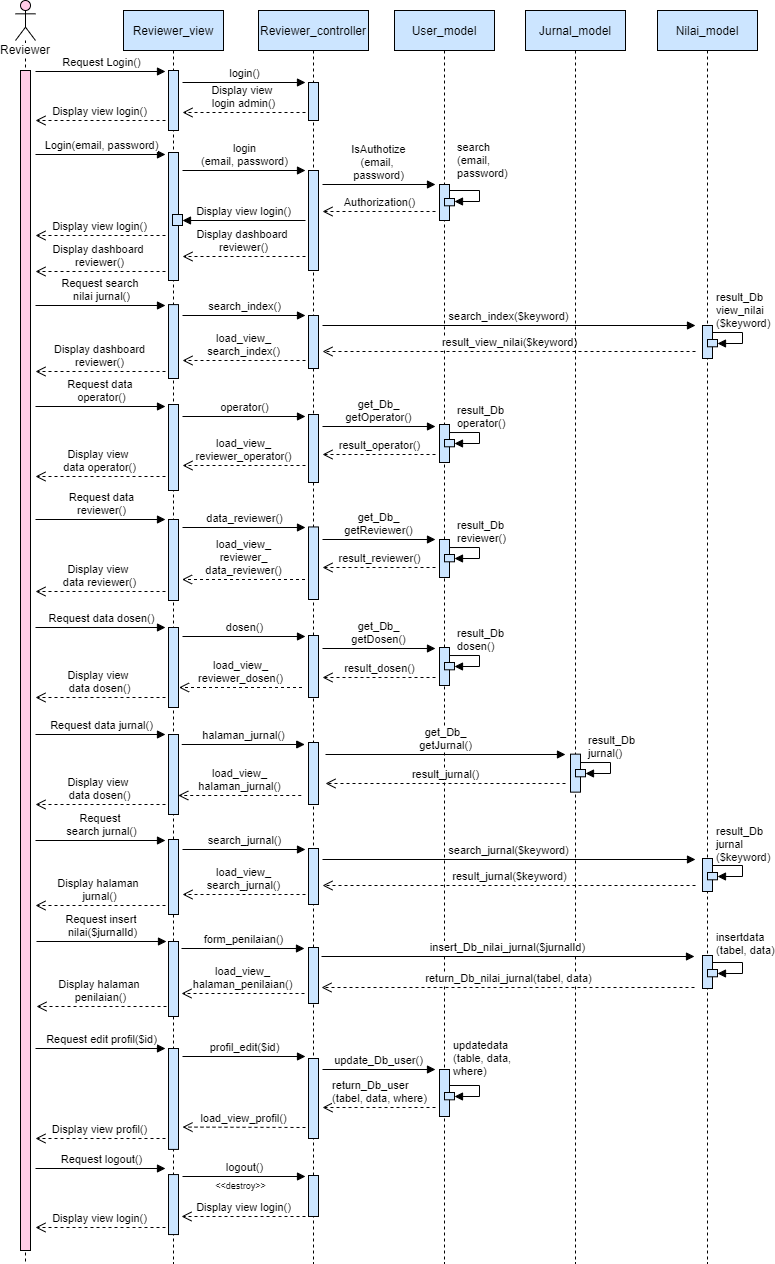 Reviewer
Reviewer_view
Reviewer_controller
User_model
Jurnal_model
Nilai_model
Request Login()
login()
Display view
login admin()
Display view login()
Login(email, password)
login
(email, password)
IsAuthotize
(email,
password)
search
(email,
password)
Authorization()
Display view login()
Display view login()
Display dashboard
reviewer()
Display dashboard
reviewer()
Request search
nilai jurnal()
search_index()
search_index($keyword)
result_Db
view_nilai
($keyword)
result_view_nilai($keyword)
load_view_
search_index()
Display dashboard
reviewer()
Request data
operator()
operator()
get_Db_
getOperator()
result_Db
operator()
result_operator()
load_view_
reviewer_operator()
Display view
data operator()
Request data
reviewer()
data_reviewer()
get_Db_
getReviewer()
result_Db
reviewer()
result_reviewer()
load_view_
reviewer_
data_reviewer()
Display view
data reviewer()
Request data dosen()
dosen()
get_Db_
getDosen()
result_Db
dosen()
result_dosen()
load_view_
reviewer_dosen()
Display view
data dosen()
Request data jurnal()
halaman_jurnal()
get_Db_
getJurnal()
result_Db
jurnal()
result_jurnal()
load_view_
halaman_jurnal()
Display view
data dosen()
Request
search jurnal()
search_jurnal()
search_jurnal($keyword)
result_Db
jurnal
($keyword)
result_jurnal($keyword)
load_view_
search_jurnal()
Display halaman
jurnal()
Request insert
nilai($jurnalId)
form_penilaian()
insert_Db_nilai_jurnal($jurnalId)
insertdata
(tabel, data)
return_Db_nilai_jurnal(tabel, data)
load_view_
halaman_penilaian()
Display halaman
penilaian()
Request edit profil($id)
profil_edit($id)
update_Db_user()
updatedata
(table, data,
where)
return_Db_user
(tabel, data, where)
load_view_profil()
Display view profil()
Request logout()
logout()
<<destroy>>
Display view login()
Display view login()